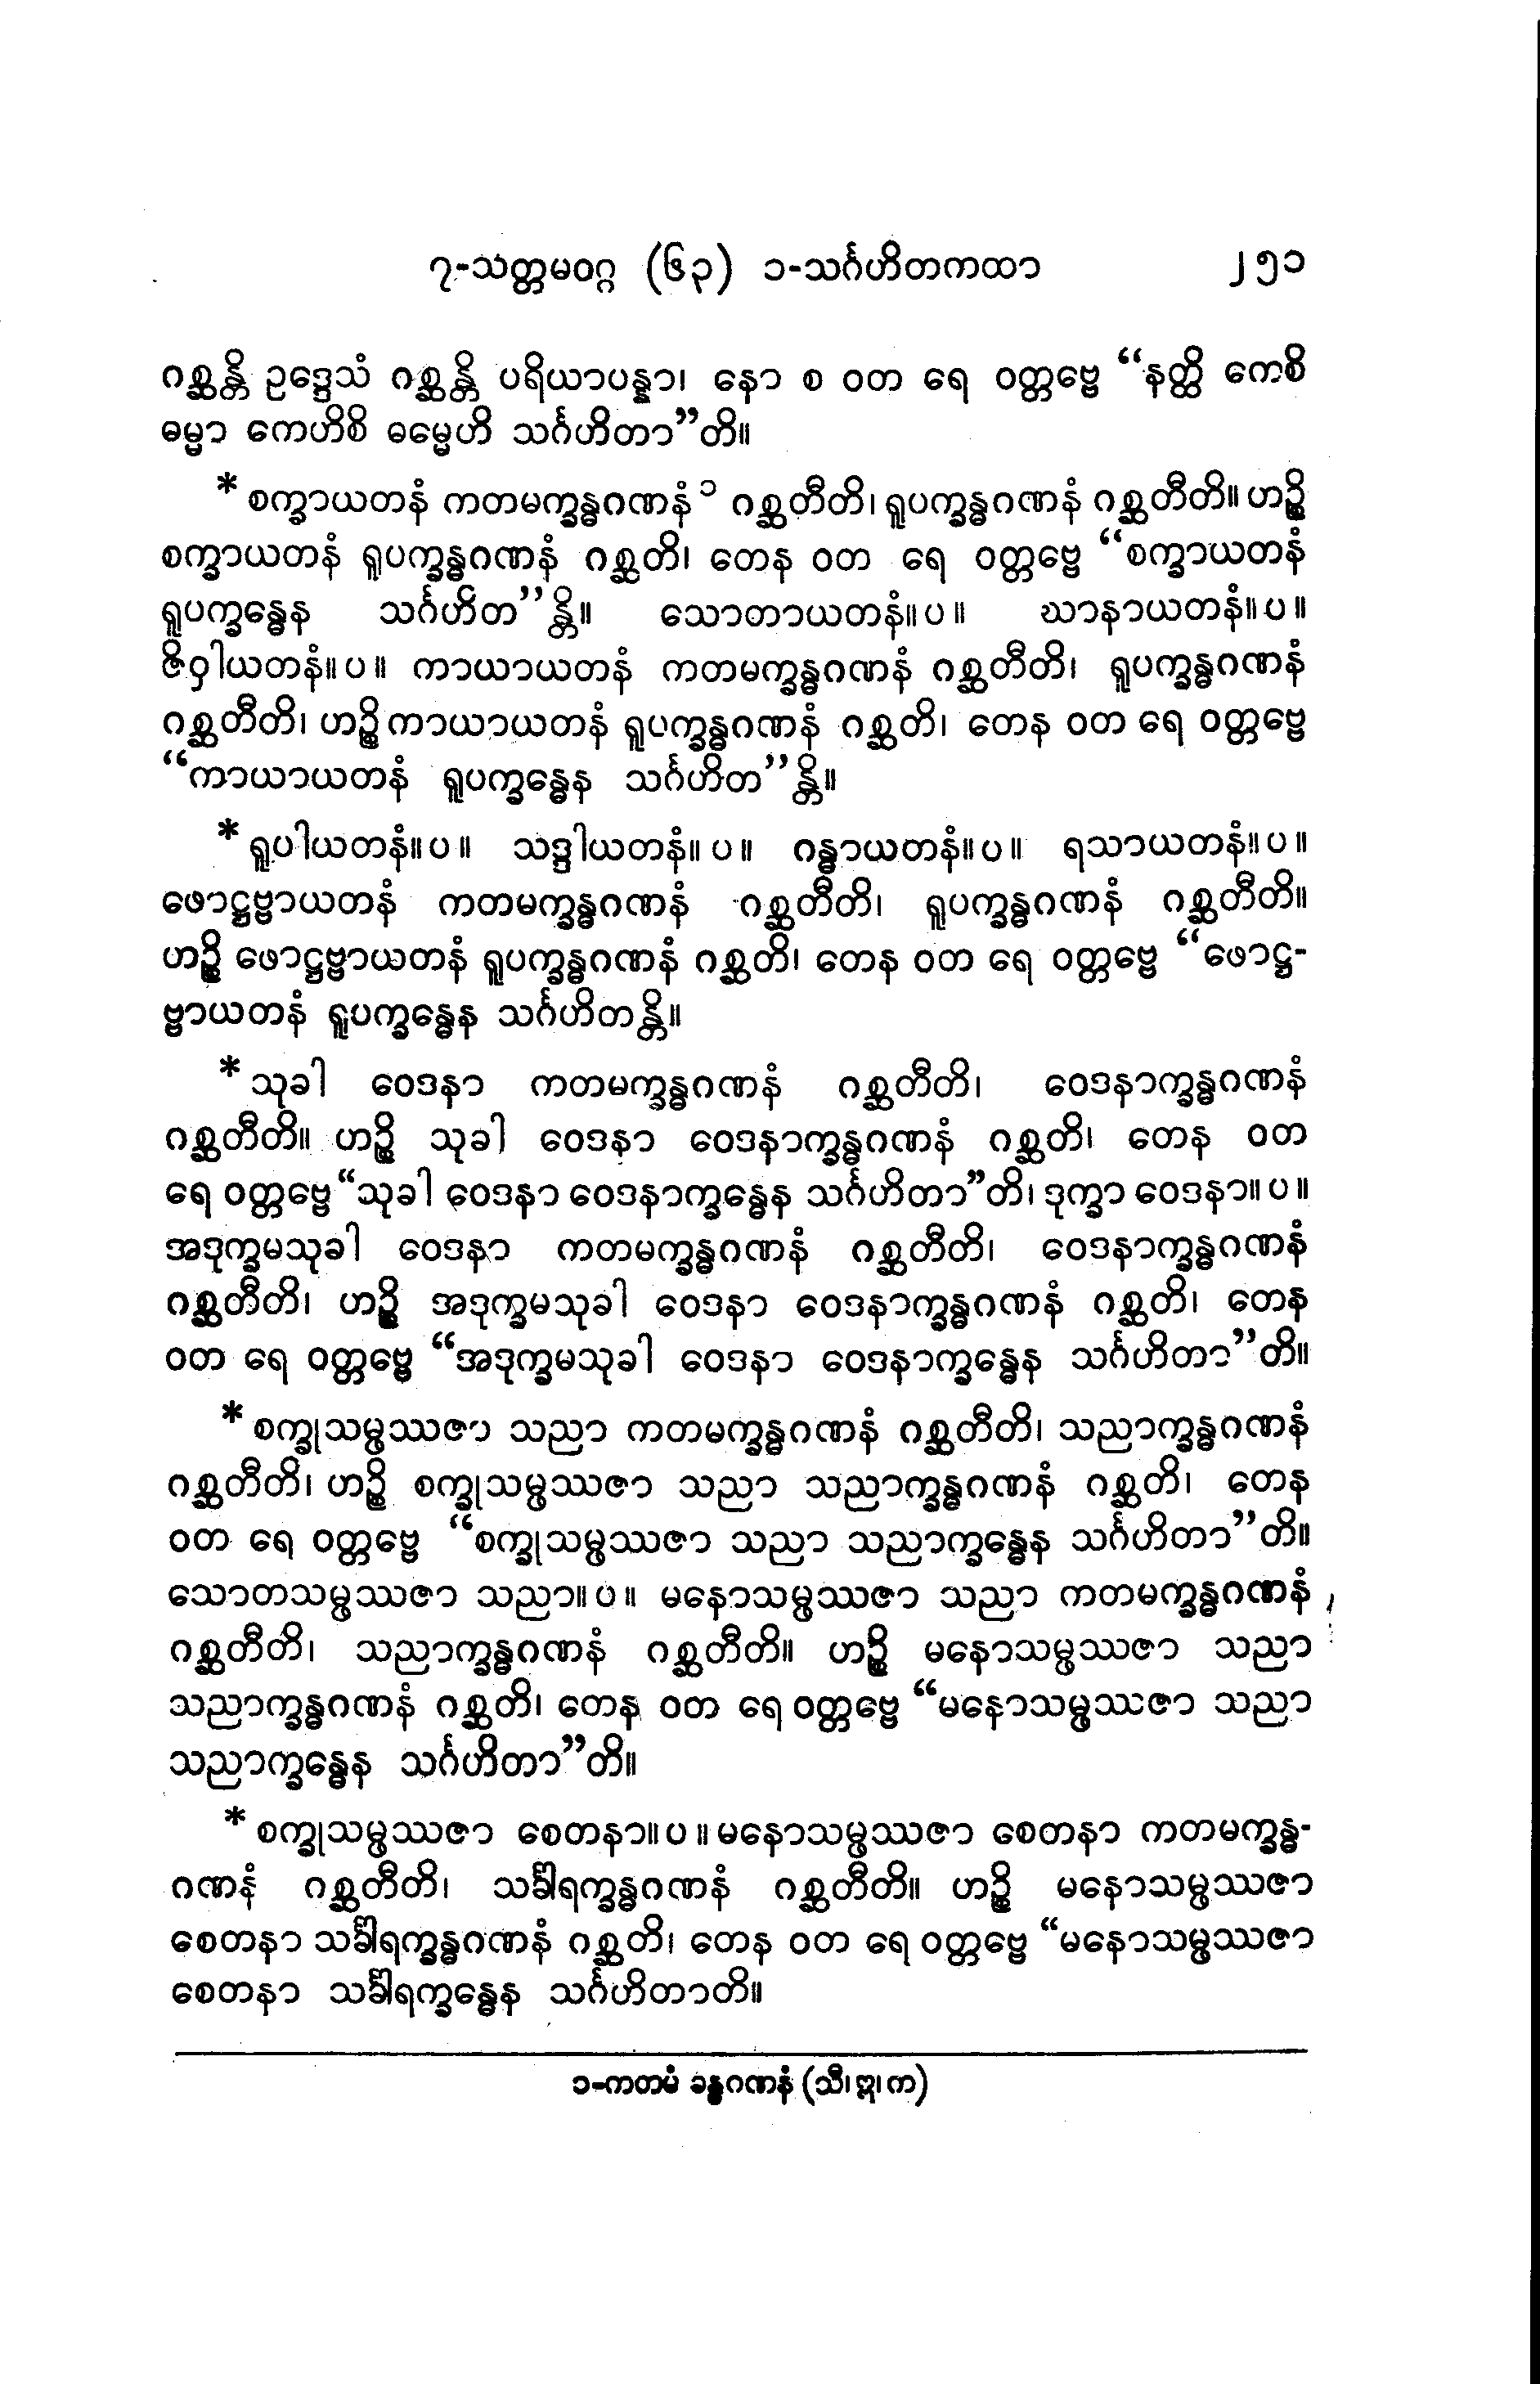 ၇-သတ္တမဝဂ္ဂ (၆၃) ၁-သင်္ဂဟိတကထာ ၂၅၁
ဂစ္ဆန္တိ ဥဒ္ဒေသံ ဂစ္ဆန္တိ ပရိယာပန္နာ၊ နော စ ဝတ ရေ ဝတ္တဗ္ဗေ “နတ္ထိ ကေစိ
ဓမ္မာ ကေဟိစိ ဓမ္မေဟိ သင်္ဂဟိတာ”တိ။
* စက္ခာယတနံ ကတမက္ခန္ဓဂဏနံ ၁ ဂစ္ဆတီတိ၊ ရူပက္ခန္ဓဂဏနံ ဂစ္ဆတီတိ။ ဟဉ္စိ
စက္ခာယတနံ ရူပက္ခန္ဓဂဏနံ ဂစ္ဆတိ၊ တေန ဝတ ရေ ဝတ္တဗ္ဗေ “စက္ခာယတနံ
ရူပက္ခန္ဓေန သင်္ဂဟိတ”န္တိ။ သောတာယတနံ။ပ။ ဃာနာယတနံ။ပ။
ဇိဝှါယတနံ။ပ။ ကာယာယတနံ ကတမက္ခန္ဓဂဏနံ ဂစ္ဆတီတိ၊ ရူပက္ခန္ဓဂဏနံ
ဂစ္ဆတီတိ၊ ဟဉ္စိ ကာယာယတနံ ရူပက္ခန္ဓဂဏနံ ဂစ္ဆတိ၊ တေန ဝတ ရေ ဝတ္တဗ္ဗေ
“ကာယာယတနံ ရူပက္ခန္ဓေန သင်္ဂဟိတ”န္တိ။
* ရူပါယတနံ။ပ။ သဒ္ဒါယတနံ။ပ။ ဂန္ဓာယတနံ။ပ။ ရသာယတနံ။ပ။
ဖောဋ္ဌဗ္ဗာယတနံ ကတမက္ခန္ဓဂဏနံ ဂစ္ဆတီတိ၊ ရူပက္ခန္ဓဂဏနံ ဂစ္ဆတီတိ။
ဟဉ္စိ ဖောဋ္ဌဗ္ဗာယတနံ ရူပက္ခန္ဓဂဏနံ ဂစ္ဆတိ၊ တေန ဝတ ရေ ဝတ္တဗ္ဗေ “ဖောဋ္ဌ-
ဗ္ဗာယတနံ ရူပက္ခန္ဓေန သင်္ဂဟိတန္တိ။
* သုခါ ဝေဒနာ ကတမက္ခန္ဓဂဏနံ ဂစ္ဆတီတိ၊ ဝေဒနာက္ခန္ဓဂဏနံ
ဂစ္ဆတီတိ။ ဟဉ္စိ သုခါ ဝေဒနာ ဝေဒနာက္ခန္ဓဂဏနံ ဂစ္ဆတိ၊ တေန ဝတ
ရေ ဝတ္တဗ္ဗေ “သုခါ ဝေဒနာ ဝေဒနာက္ခန္ဓေန သင်္ဂဟိတာ”တိ၊ ဒုက္ခာ ဝေဒနာ။ပ။
အဒုက္ခမသုခါ ဝေဒနာ ကတမက္ခန္ဓဂဏနံ ဂစ္ဆတီတိ၊ ဝေဒနာက္ခန္ဓဂဏနံ
ဂစ္ဆတီတိ၊ ဟဉ္စိ အဒုက္ခမသုခါ ဝေဒနာ ဝေဒနာက္ခန္ဓဂဏနံ ဂစ္ဆတိ၊ တေန
ဝတ ရေ ဝတ္တဗ္ဗေ “အဒုက္ခမသုခါ ဝေဒနာ ဝေဒနာက္ခန္ဓေန သင်္ဂဟိတာ”တိ။
* စက္ခုသမ္ဖဿဇာ သညာ ကတမက္ခန္ဓဂဏနံ ဂစ္ဆတီတိ၊ သညာက္ခန္ဓဂဏနံ
ဂစ္ဆတီတိ၊ ဟဉ္စိ စက္ခုသမ္ဖဿဇာ သညာ သညာက္ခန္ဓဂဏနံ ဂစ္ဆတိ၊ တေန
ဝတ ရေ ဝတ္တဗ္ဗေ “စက္ခုသမ္ဖဿဇာ သညာ သညာက္ခန္ဓေန သင်္ဂဟိတာ”တိ။
သောတသမ္ဖဿဇာ သညာ။ပ။ မနောသမ္ဖဿဇာ သညာ ကတမက္ခန္ဓဂဏနံ
ဂစ္ဆတီတိ၊ သညာက္ခန္ဓဂဏနံ ဂစ္ဆတီတိ။ ဟဉ္စိ မနောသမ္ဖဿဇာ သညာ
သညာက္ခန္ဓဂဏနံ ဂစ္ဆတိ၊ တေန ဝတ ရေ ဝတ္တဗ္ဗေ “မနောသမ္ဖဿဇာ သညာ
သညာက္ခန္ဓေန သင်္ဂဟိတာ”တိ။
* စက္ခုသမ္ဖဿဇာ စေတနာ။ပ။ မနောသမ္ဖဿဇာ စေတနာ ကတမက္ခန္ဓ-
ဂဏနံ ဂစ္ဆတီတိ၊ သင်္ခါရက္ခန္ဓဂဏနံ ဂစ္ဆတီတိ။ ဟဉ္စိ မနောသမ္ဖဿဇာ
စေတနာ သင်္ခါရက္ခန္ဓဂဏနံ ဂစ္ဆတိ၊ တေန ဝတ ရေ ဝတ္တဗ္ဗေ “မနောသမ္ဖဿဇာ
စေတနာ သင်္ခါရက္ခန္ဓေန သင်္ဂဟိတာတိ။
၁-ကတမံ ခန္ဓဂဏနံ (သီ၊ ဋ္ဌ၊ က)